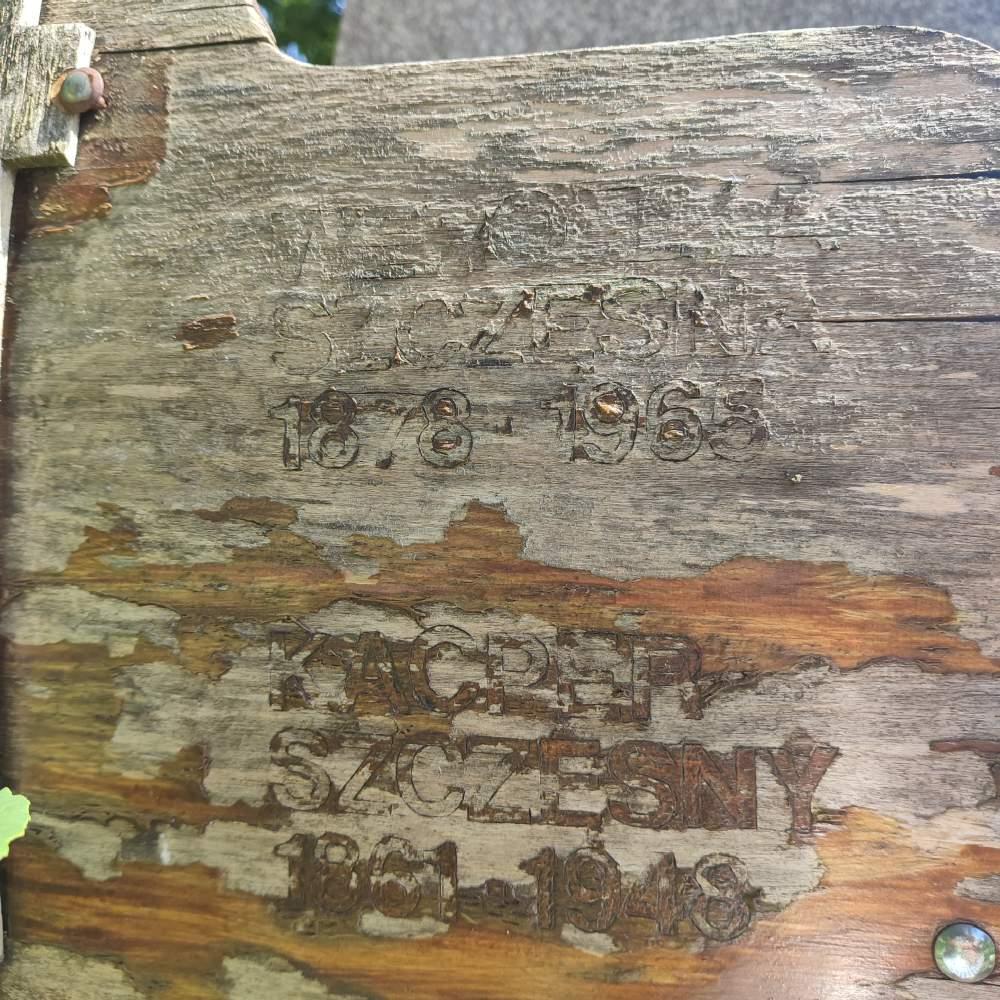 SZCZESNA
1878 - 1965
KACPER
SZCZESNY
1861 - 1948